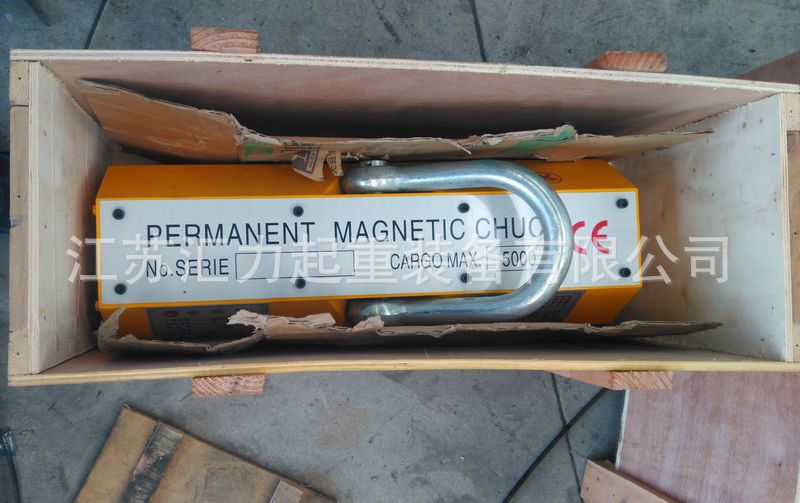 PERMANENT MAGNETIC CHUC
CE
江苏汇力起重装备有限公司
No.SERIE
CARGO MAX. 5000